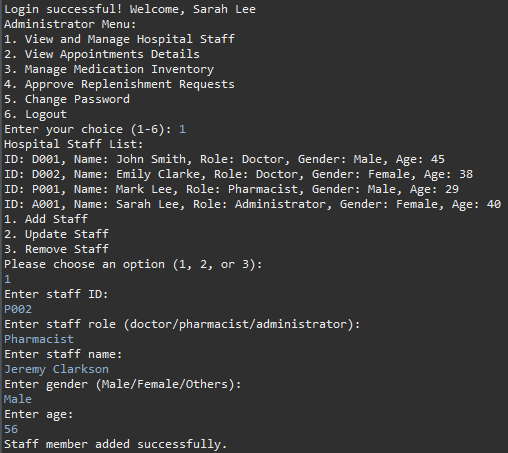 Login successful! Welcome, Sarah Lee
Administrator Menu:
1. View and Manage Hospital Staff
2. View Appointments Details
3. Manage Medication Inventory
4. Approve Replenishment Requests
5. Change Password
6. Logout
Enter your choice (1-6): 1
Hospital Staff List:
ID: D001, Name: John Smith, Role: Doctor, Gender: Male, Age: 45
ID: D002, Name: Emily Clarke, Role: Doctor, Gender: Female, Age: 38
ID: P001, Name: Mark Lee, Role: Pharmacist, Gender: Male, Age: 29
ID: A001, Name: Sarah Lee, Role: Administrator, Gender: Female, Age: 40
1. Add Staff
2. Update Staff
3. Remove Staff
Please choose an option (1, 2, or 3):
1
Enter staff ID:
P002
Enter staff role (doctor/pharmacist/administrator):
Pharmacist
Enter staff name:
Jeremy Clarkson
Enter gender (Male/Female/Others):
Male
Enter age:
56
Staff member added successfully.